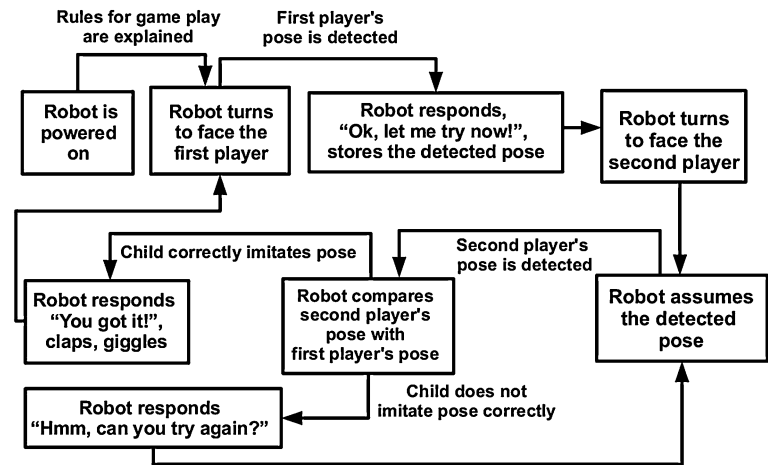 Rules for game play
are explained
First player's
pose is detected
Robot is
powered
on
Robot turns
to face the
first player
Robot responds,
“Ok, let me try now!”,
stores the detected pose
Robot turns
to face the
second player
Child correctly imitates pose
Second player's
pose is detected
Robot responds
“You got it!”,
claps, giggles
Robot compares
second player's
pose with
first player's pose
Robot assumes
the detected
pose
Child does not
imitate pose correctly
Robot responds
“Hmm, can you try again?”